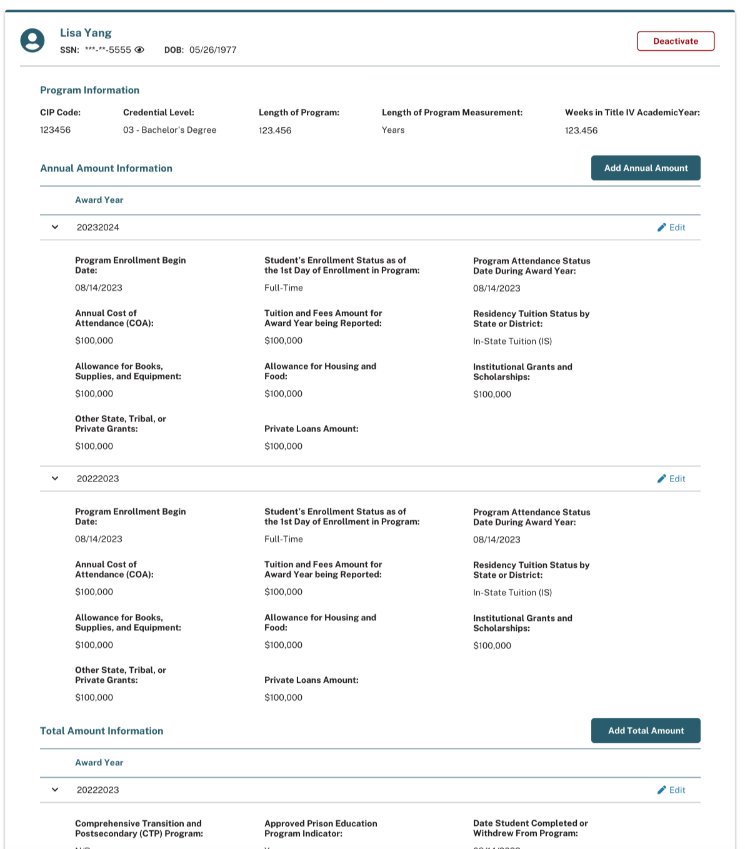 Lisa Yang
SSN: ***-**-5555 DOB: 05/26/1977
Deactivate
Program Information
CIP Code: Credential Level: Length of Program: Length of Program Measurement: Weeks in Title IV AcademicYear:
123456 03 - Bachelor's Degree 123.456 Years 123.456
Annual Amount Information
Add Annual Amount
Award Year
20232024 Edit
Program Enrollment Begin Student's Enrollment Status as of Program Attendance Status
Date: the 1st Day of Enrollment in Program: Date During Award Year:
08/14/2023 Full-Time 08/14/2023
Annual Cost of Tuition and Fees Amount for Residency Tuition Status by
Attendance (COA): Award Year being Reported: State or District:
$100,000 $100,000 In-State Tuition (IS)
Allowance for Books, Allowance for Housing and Institutional Grants and
Supplies, and Equipment: Food: Scholarships:
$100,000 $100,000 $100,000
Other State, Tribal, or
Private Grants: Private Loans Amount:
$100,000 $100,000
20222023 Edit
Program Enrollment Begin Student's Enrollment Status as of Program Attendance Status
Date: the 1st Day of Enrollment in Program: Date During Award Year:
08/14/2023 Full-Time 08/14/2023
Annual Cost of Tuition and Fees Amount for Residency Tuition Status by
Attendance (COA): Award Year being Reported: State or District:
$100,000 $100,000 In-State Tuition (IS)
Allowance for Books, Allowance for Housing and Institutional Grants and
Supplies, and Equipment: Food: Scholarships:
$100,000 $100,000 $100,000
Other State, Tribal, or
Private Grants: Private Loans Amount:
$100,000 $100,000
Total Amount Information
Add Total Amount
Award Year
20222023 Edit
Comprehensive Transition and Approved Prison Education Date Student Completed or
Postsecondary (CTP) Program: Program Indicator: Withdrew From Program: